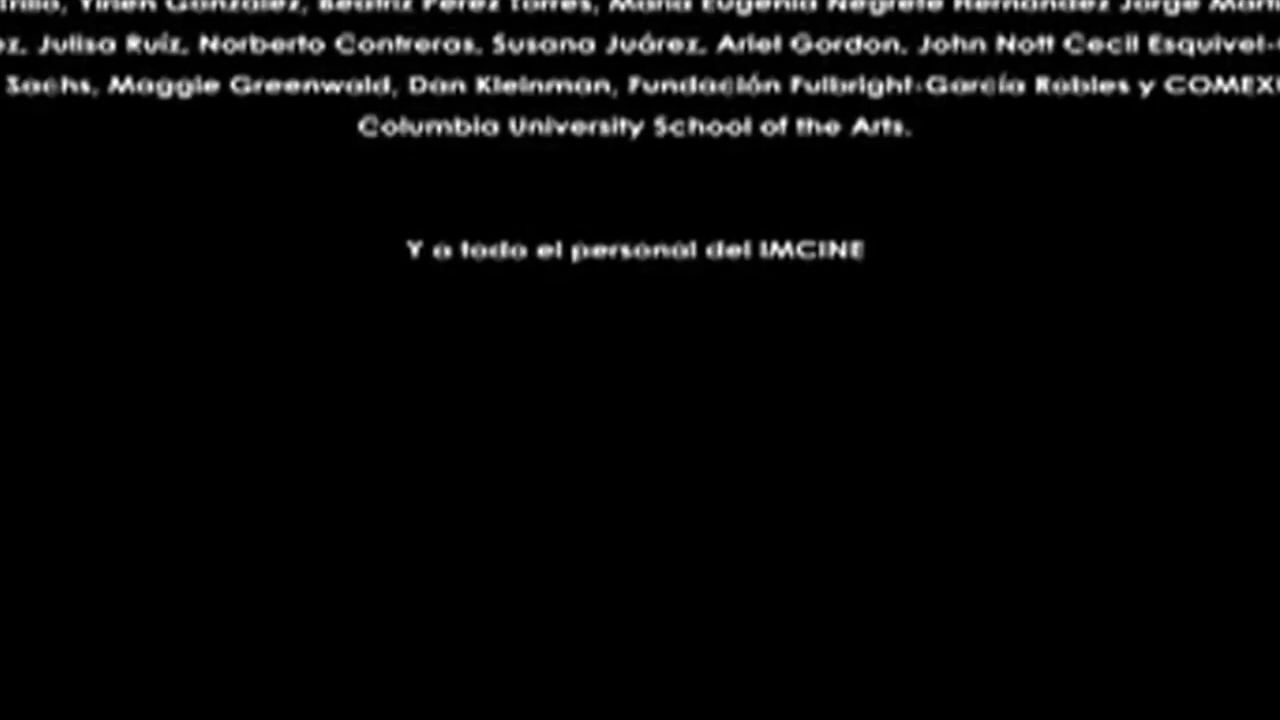 Yinen González, Beatriz Pérez Torres, María Eugenia Negrete Hernández Jorge
Julisa Ruíz, Norberto Contreras, Susana Juárez, Ariel Gordon, John Nott Cecil Esquivel-
Sachs, Maggie Greenwald, Dan Kleinman, Fundación Fulbright-García Robles y
Columbia University School of the Arts.
Y a todo el personal del IMCINE